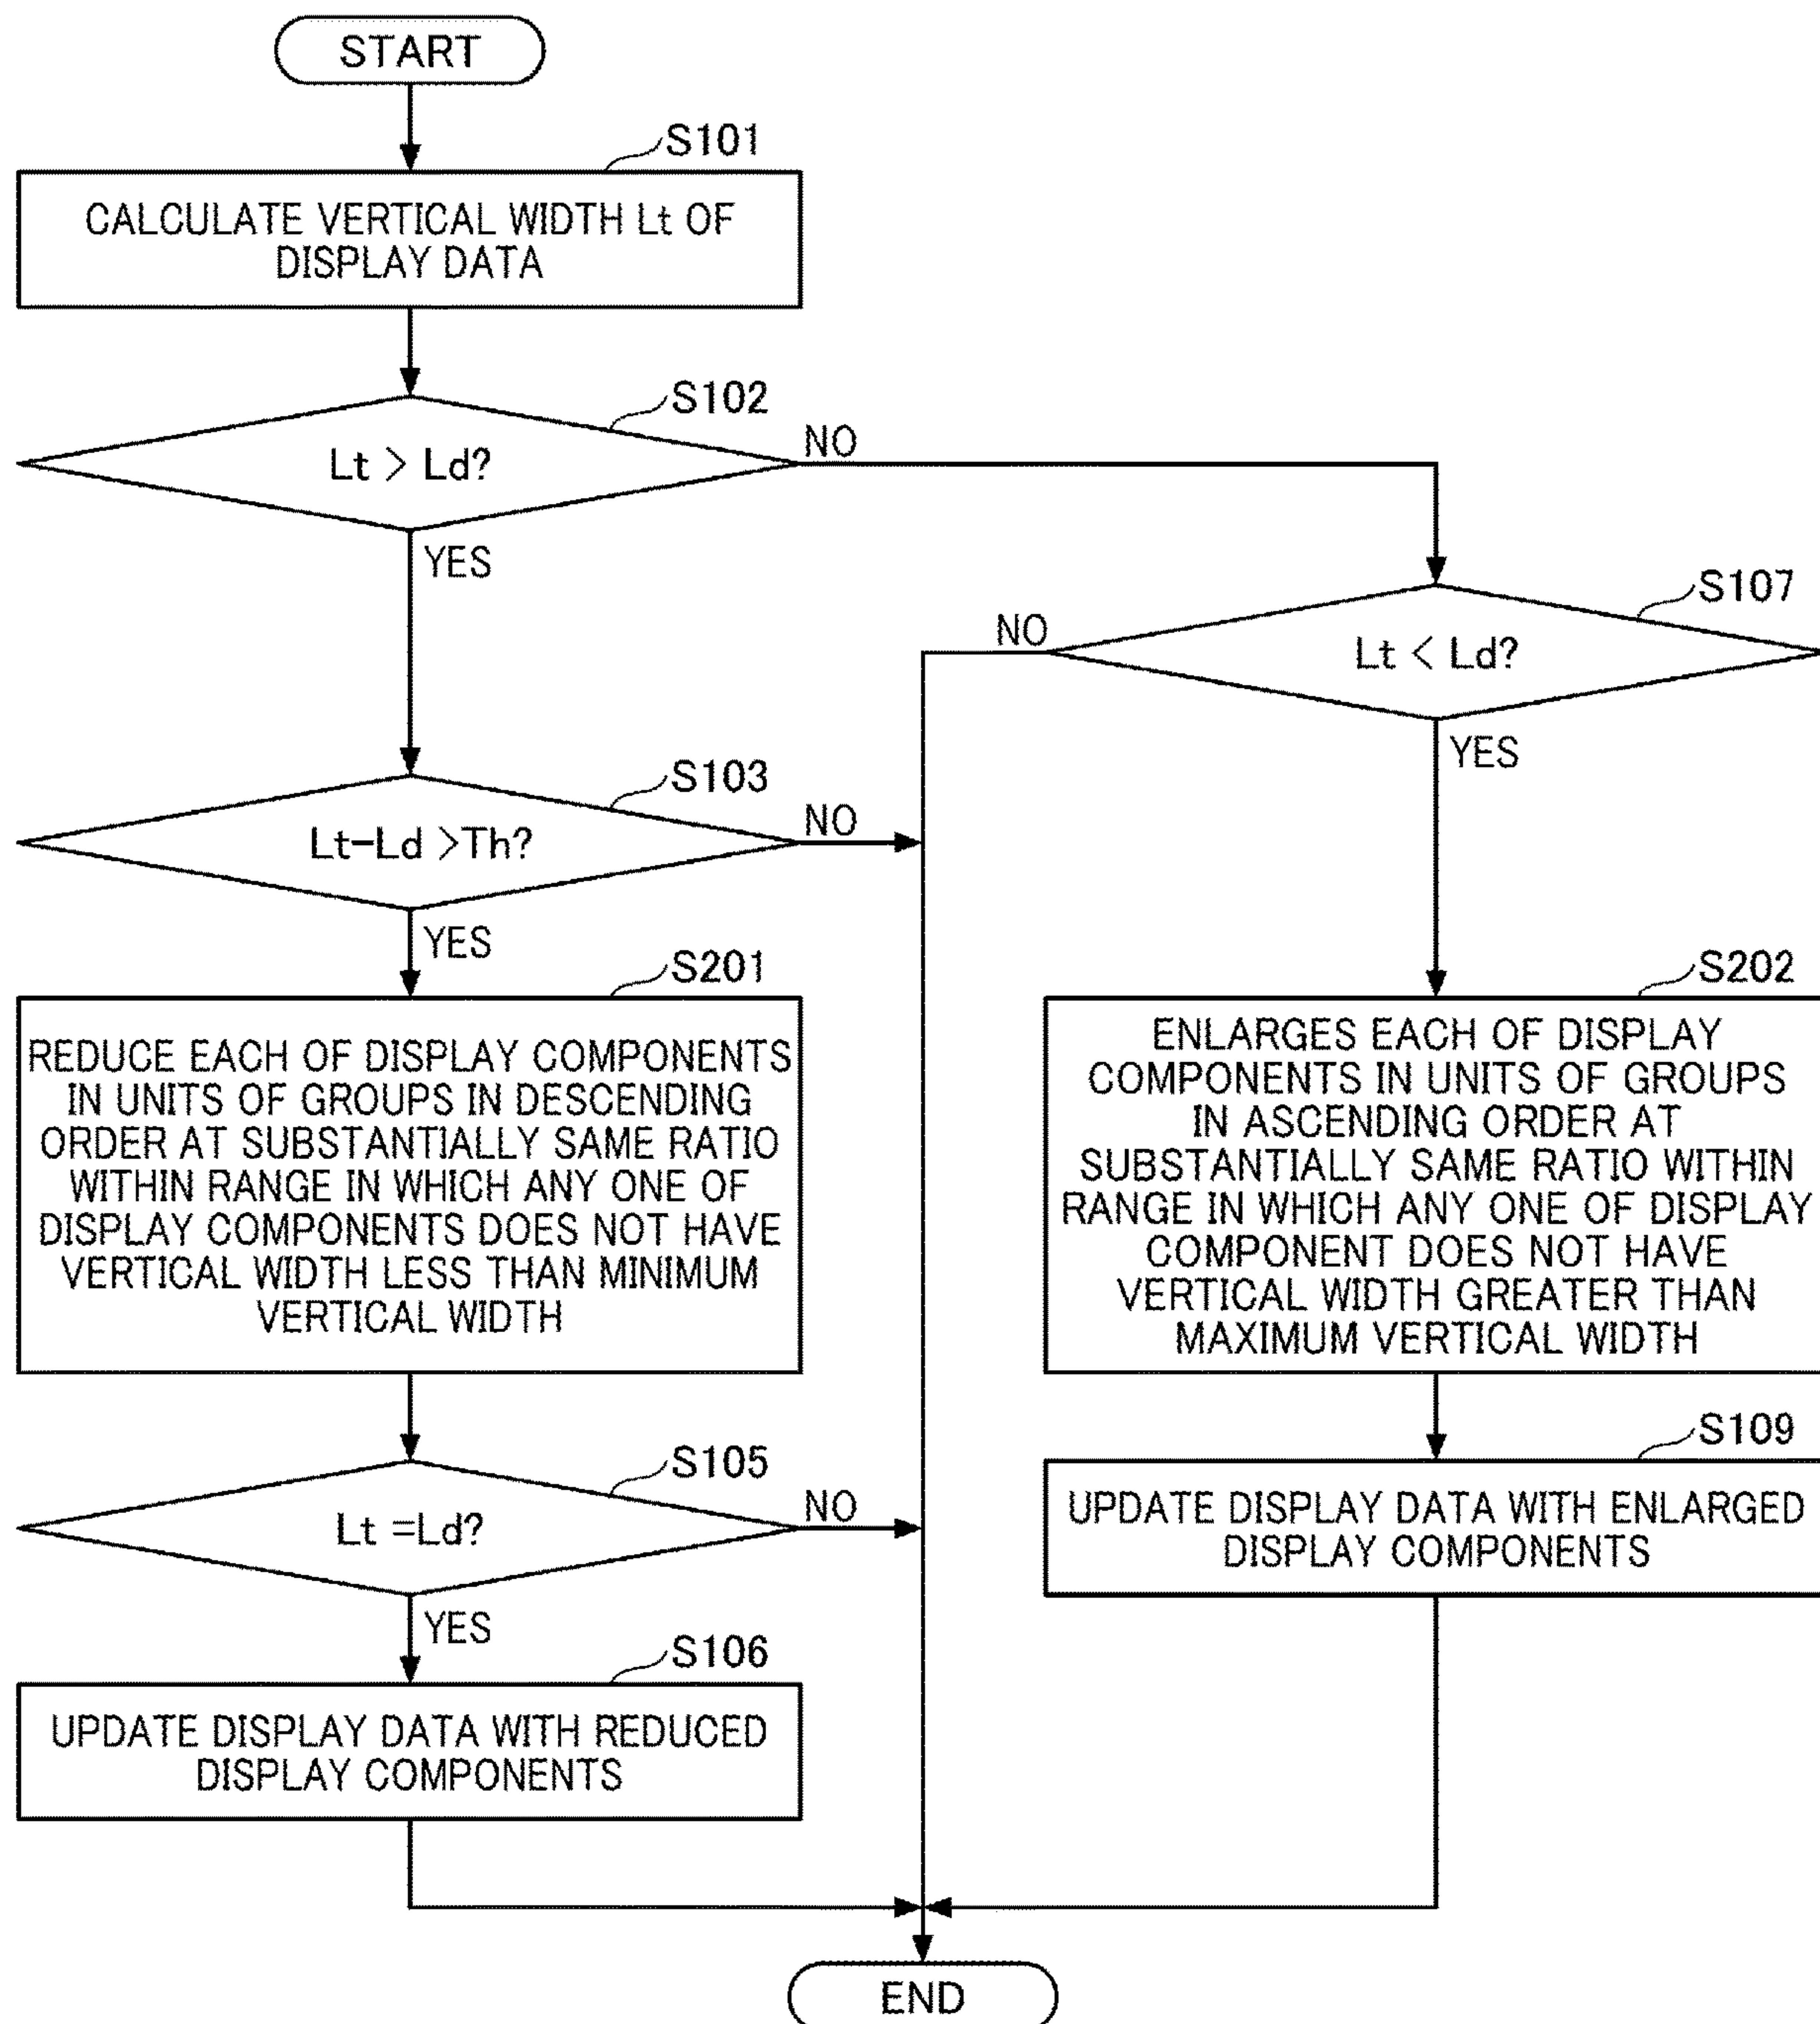 START
S101
CALCULATE VERTICAL WIDTH Lt OF
DISPLAY DATA
S102
Lt > Ld?
NO
YES
S107
Lt < Ld?
NO
YES
S103
Lt-Ld >Th?
NO
YES
S201
REDUCE EACH OF DISPLAY COMPONENTS
IN UNITS OF GROUPS IN DESCENDING
ORDER AT SUBSTANTIALLY SAME RATIO
WITHIN RANGE IN WHICH ANY ONE OF
DISPLAY COMPONENTS DOES NOT HAVE
VERTICAL WIDTH LESS THAN MINIMUM
VERTICAL WIDTH
S202
ENLARGES EACH OF DISPLAY
COMPONENTS IN UNITS OF GROUPS
IN ASCENDING ORDER AT
SUBSTANTIALLY SAME RATIO WITHIN
RANGE IN WHICH ANY ONE OF DISPLAY
COMPONENT DOES NOT HAVE
VERTICAL WIDTH GREATER THAN
MAXIMUM VERTICAL WIDTH
S105
Lt =Ld?
NO
YES
S109
UPDATE DISPLAY DATA WITH ENLARGED
DISPLAY COMPONENTS
S106
UPDATE DISPLAY DATA WITH REDUCED
DISPLAY COMPONENTS
END